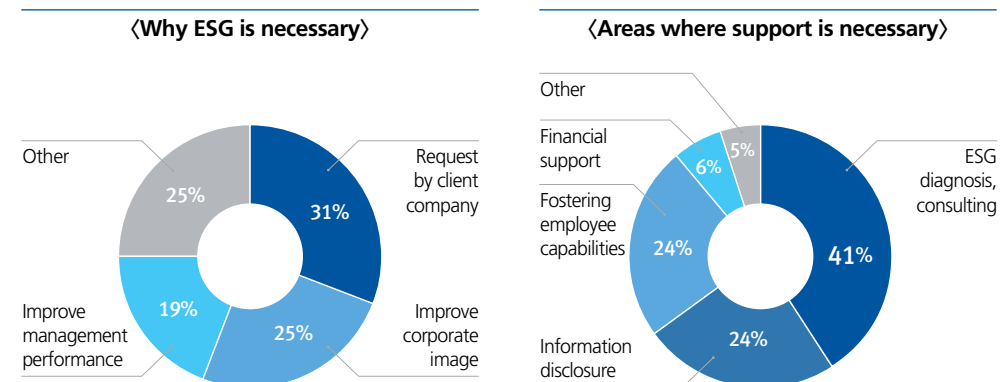 〈Why ESG is necessary〉
Other
25%
Request
by client
company
31%
Improve
management
performance
19%
25%
Improve
corporate
image
〈Areas where support is necessary〉
Other
5%
Financial
support
6%
Fostering
employee
capabilities
24%
ESG
diagnosis,
consulting
41%
Information
disclosure
24%